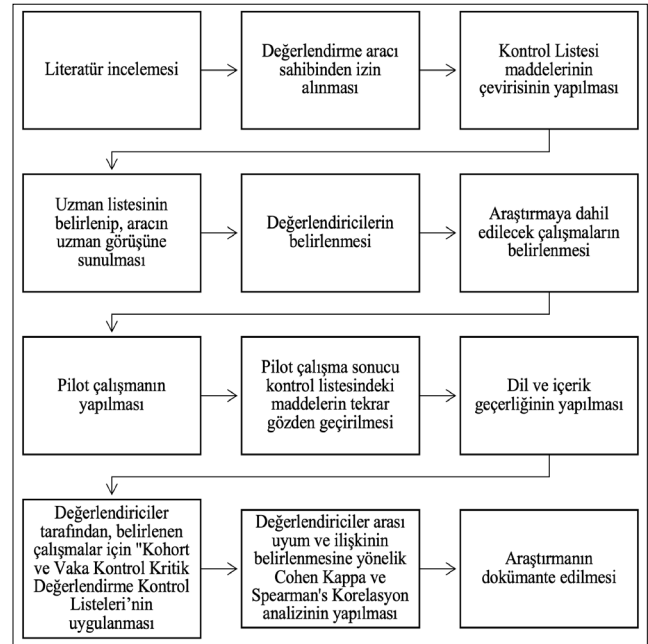 Literatür incelemesi
Değerlendirme aracı
sahibinden izin
alınması
Kontrol Listesi
maddelerinin
çevirisinin yapılması
Uzman listesinin
belirlenip, aracın
uzman görüşüne
sunulması
Değerlendiricilerin
belirlenmesi
Araştırmaya dahil
edilecek çalışmaların
belirlenmesi
Pilot çalışmanın
yapılması
Pilot çalışma sonucu
kontrol listesindeki
maddelerin tekrar
gözden geçirilmesi
Dil ve içerik
geçerliğinin yapılması
Değerlendiriciler
tarafından, belirlenen
çalışmalar için "Kohort
ve Vaka Kontrol Kritik
Değerlendirme Kontrol
Listeleri’nin
uygulanması
Değerlendiriciler arası
uyum ve ilişkinin
belirlenmesine yönelik
Cohen Kappa ve
Spearman's Korelasyon
analizinin yapılması
Araştırmanın
dokümante edilmesi